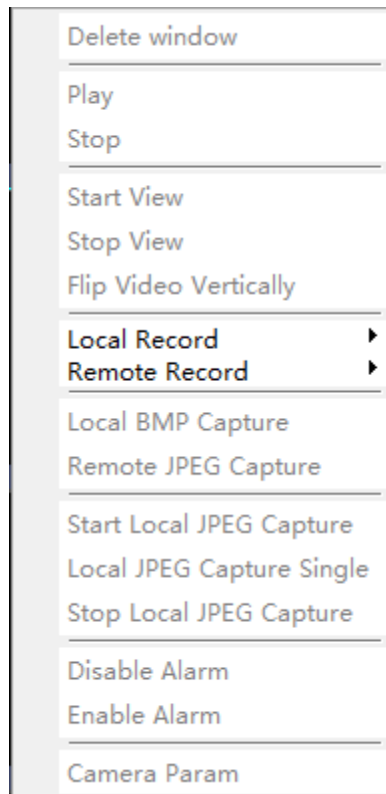 Delete window
Play
Stop
Start View
Stop View
Flip Video Vertically
Local Record
Remote Record
Local BMP Capture
Remote JPEG Capture
Start Local JPEG Capture
Local JPEG Capture Single
Stop Local JPEG Capture
Disable Alarm
Enable Alarm
Camera Param